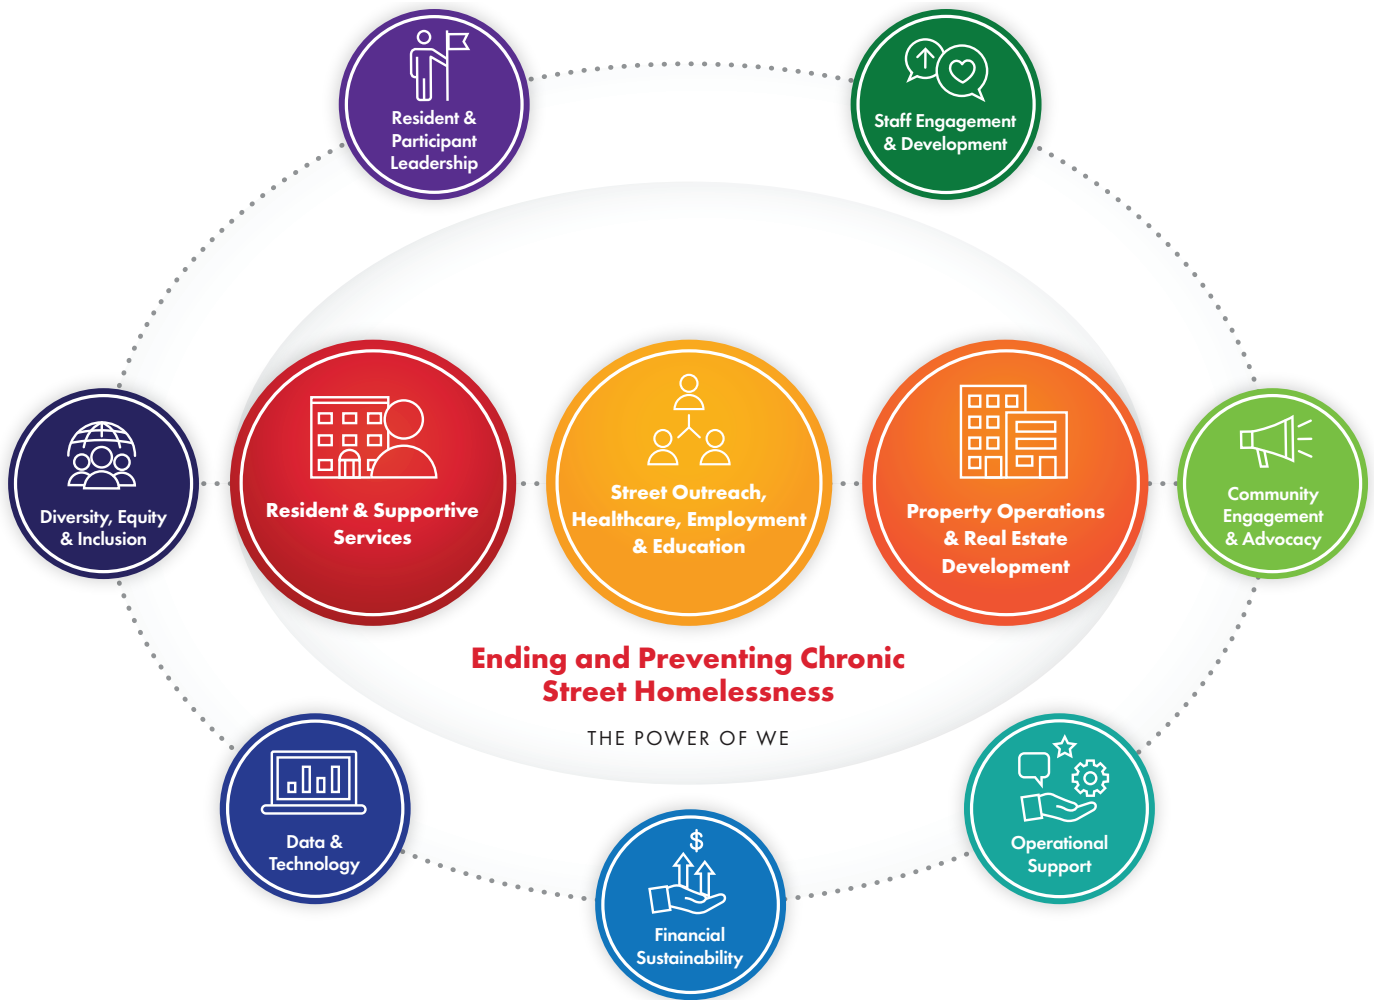 Resident &
Participant
Leadership
Staff Engagement
& Development
Diversity, Equity
& Inclusion
Resident & Supportive
Services
Street Outreach,
Healthcare, Employment
& Education
Property Operations
& Real Estate
Development
Community
Engagement
& Advocacy
Ending and Preventing Chronic
Street Homelessness
THE POWER OF WE
Data &
Technology
$
Financial
Sustainability
Operational
Support